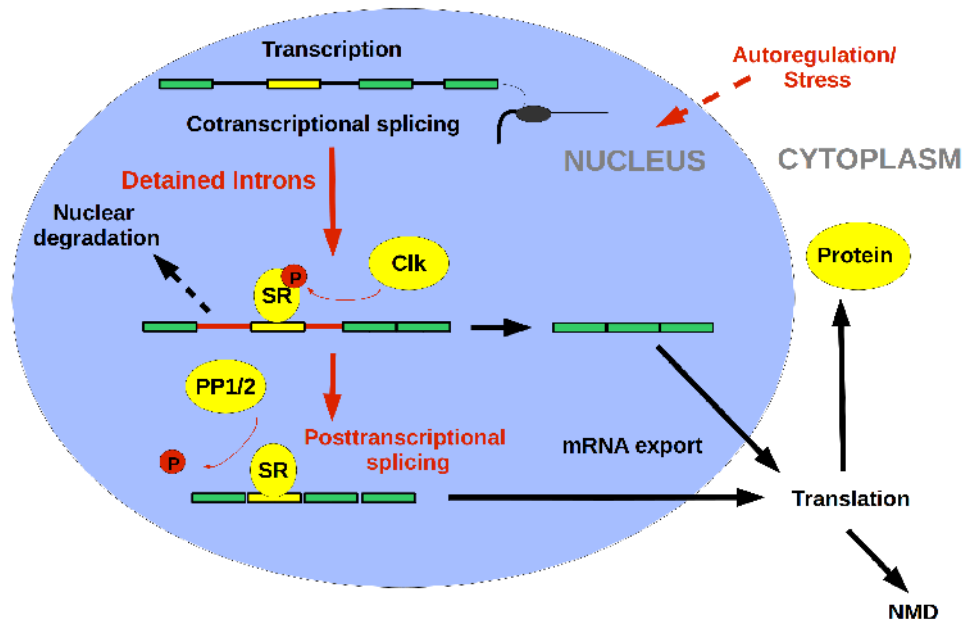 Transcription
Autoregulation/
Stress
Cotranscriptional splicing
NUCLEUS
CYTOPLASM
Detained Introns
Nuclear
degradation
P
SR
Clk
Protein
PP1/2
Posttranscriptional
splicing
P
SR
mRNA export
Translation
NMD